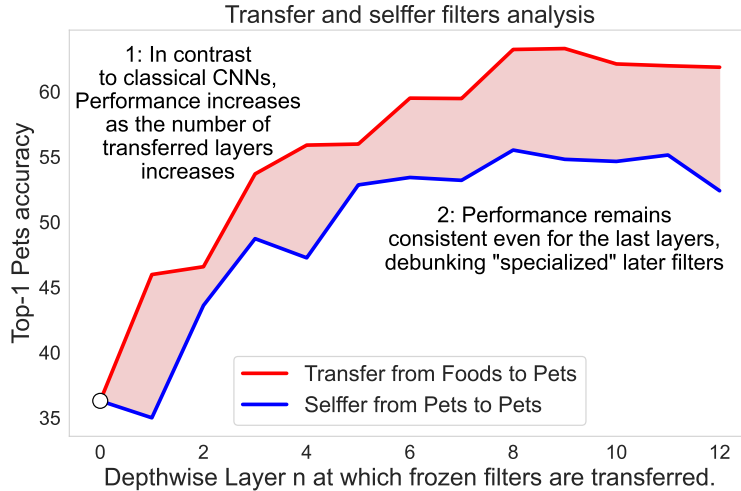 Transfer and selffer filters analysis
1: In contrast
to classical CNNs,
Performance increases
as the number of
transferred layers
increases
2: Performance remains
consistent even for the last layers,
debunking "specialized" later filters
Top-1 Pets accuracy
60
55
50
45
40
35
Transfer from Foods to Pets
Selffer from Pets to Pets
0 2 4 6 8 10 12
Depthwise Layer n at which frozen filters are transferred.